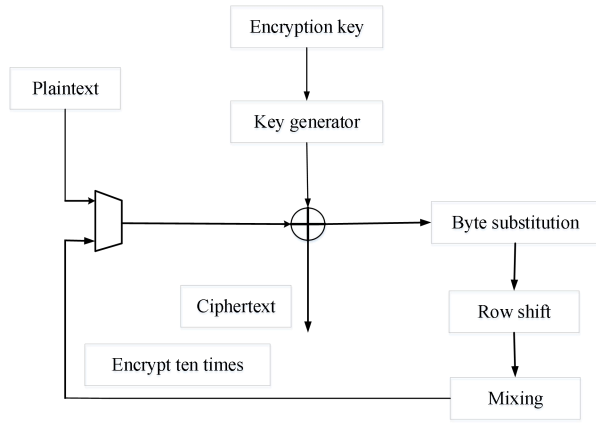 Encryption key
Plaintext
Key generator
Byte substitution
Ciphertext
Row shift
Encrypt ten times
Mixing